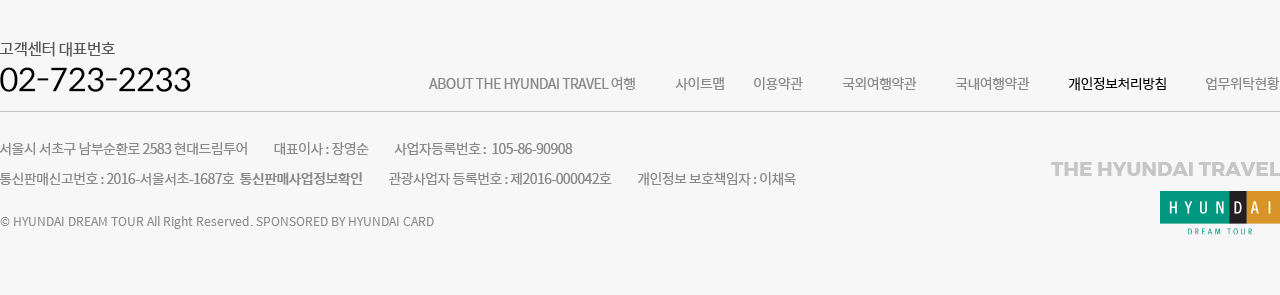 고객센터 대표번호
02-723-2233
ABOUT THE HYUNDAI TRAVEL 여행 사이트맵 이용약관 국외여행약관 국내여행약관 개인정보처리방침 업무위탁현황
서울시 서초구 남부순환로 2583 현대드림투어 대표이사 : 장영순 사업자등록번호 : 105-86-90908
통신판매신고번호 : 2016-서울서초-1687호 통신판매사업정보확인 관광사업자 등록번호 : 제2016-000042호 개인정보 보호책임자 : 이채욱
THE HYUNDAI TRAVEL
HYUNDAI
DREAM TOUR
© HYUNDAI DREAM TOUR All Right Reserved. SPONSORED BY HYUNDAI CARD